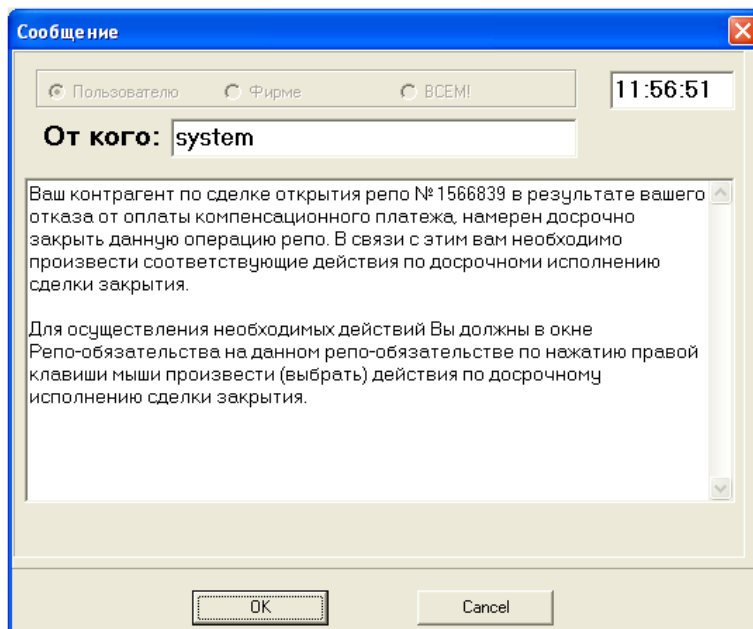 Сообщение
Пользователю Фирме ВСЕМ! 11:56:51
От кого: system
Ваш контрагент по сделке открытия репо № 1566839 в результате вашего
отказа от оплаты компенсационного платежа, намерен досрочно
закрыть данную операцию репо. В связи с этим вам необходимо
произвести соответствующие действия по досрочноми исполнению
сделки закрытия.
Для осуществления необходимых действий Вы должны в окне
Репо-обязательства на данном репо-обязательстве по нажатию правой
клавиши мыши произвести (выбрать) действия по досрочному
исполнению сделки закрытия.
OK Cancel